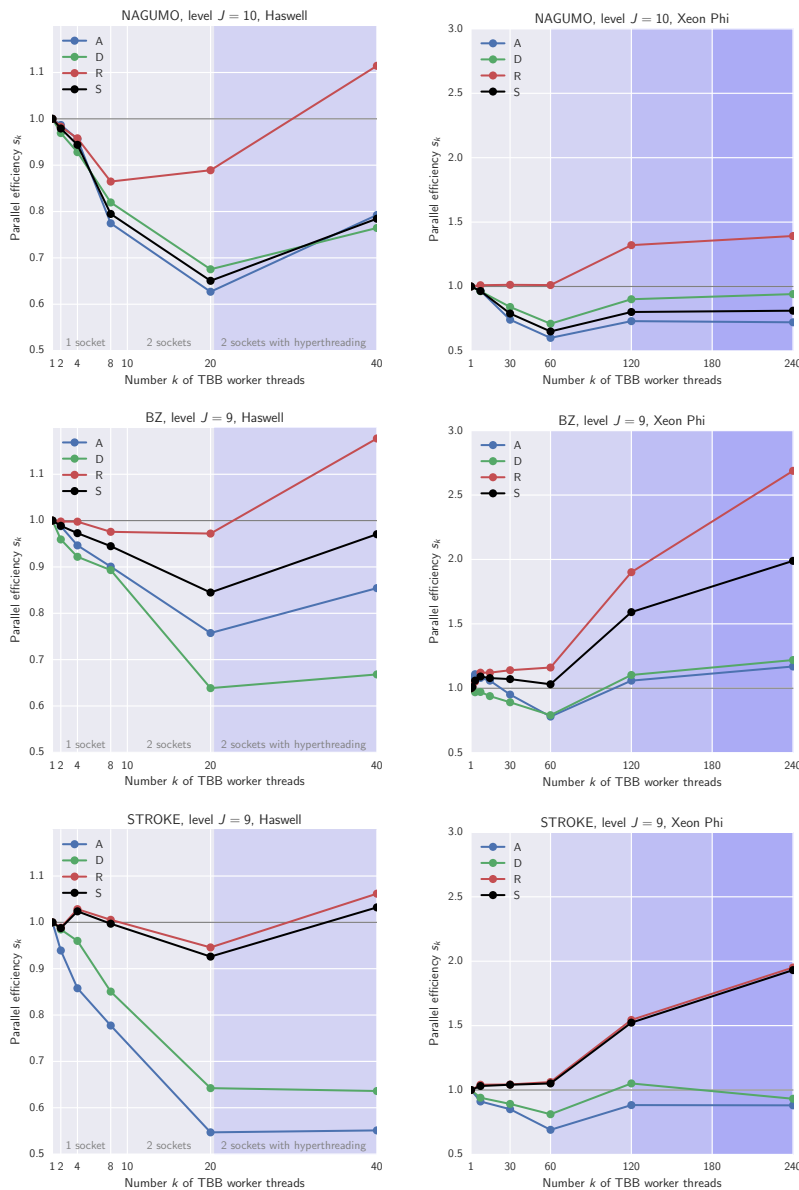 NAGUMO, level J = 10, Haswell
Parallel efficiency s_k
1.1
1.0
0.9
0.8
0.7
0.6
0.5
A
D
R
S
1 socket
2 sockets
2 sockets with hyperthreading
1 2 4 8 10 20 40
Number k of TBB worker threads
NAGUMO, level J = 10, Xeon Phi
Parallel efficiency s_k
3.0
2.5
2.0
1.5
1.0
0.5
A
D
R
S
1 30 60 120 180 240
Number k of TBB worker threads
BZ, level J = 9, Haswell
Parallel efficiency s_k
1.1
1.0
0.9
0.8
0.7
0.6
0.5
A
D
R
S
1 socket
2 sockets
2 sockets with hyperthreading
1 2 4 8 10 20 40
Number k of TBB worker threads
BZ, level J = 9, Xeon Phi
Parallel efficiency s_k
3.0
2.5
2.0
1.5
1.0
0.5
A
D
R
S
1 30 60 120 180 240
Number k of TBB worker threads
STROKE, level J = 9, Haswell
Parallel efficiency s_k
1.1
1.0
0.9
0.8
0.7
0.6
0.5
A
D
R
S
1 socket
2 sockets
2 sockets with hyperthreading
1 2 4 8 10 20 40
Number k of TBB worker threads
STROKE, level J = 9, Xeon Phi
Parallel efficiency s_k
3.0
2.5
2.0
1.5
1.0
0.5
A
D
R
S
1 30 60 120 180 240
Number k of TBB worker threads